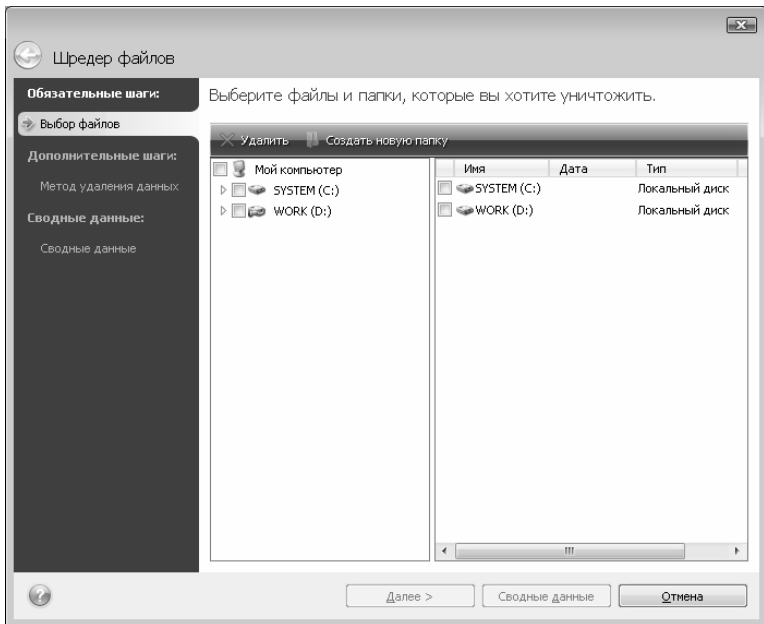 Шредер файлов
Обязательные шаги:
Выбор файлов
Дополнительные шаги:
Метод удаления данных
Сводные данные:
Сводные данные
Выберите файлы и папки, которые вы хотите уничтожить.
Удалить Создать новую папку
Мой компьютер
SYSTEM (C:)
WORK (D:)
Имя Дата Тип
SYSTEM (C:) Локальный диск
WORK (D:) Локальный диск
Далее > Сводные данные Отмена